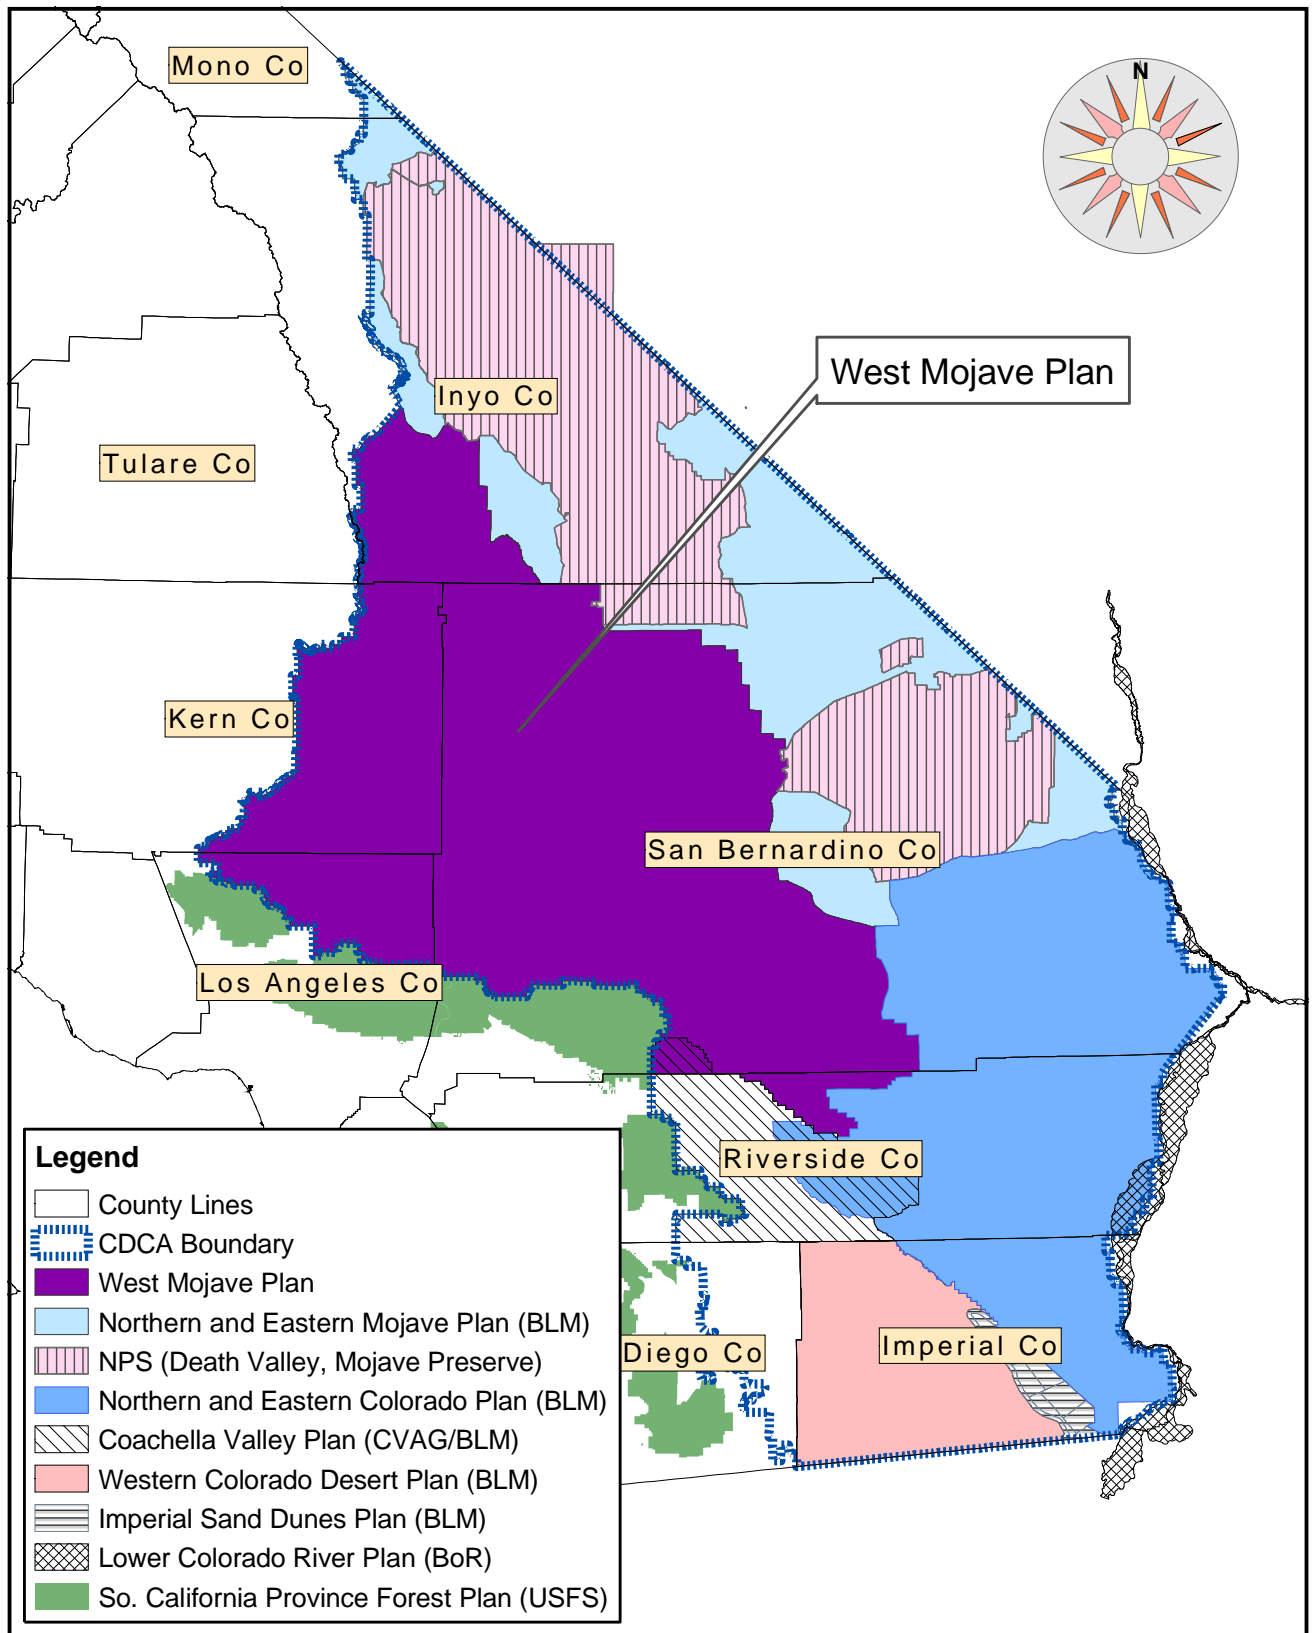 Mono Co
N
West Mojave Plan
Inyo Co
Tulare Co
Kern Co
San Bernardino Co
Los Angeles Co
Riverside Co
Imperial Co
Diego Co
Legend
County Lines
CDCA Boundary
West Mojave Plan
Northern and Eastern Mojave Plan (BLM)
NPS (Death Valley, Mojave Preserve)
Northern and Eastern Colorado Plan (BLM)
Coachella Valley Plan (CVAG/BLM)
Western Colorado Desert Plan (BLM)
Imperial Sand Dunes Plan (BLM)
Lower Colorado River Plan (BoR)
So. California Province Forest Plan (USFS)